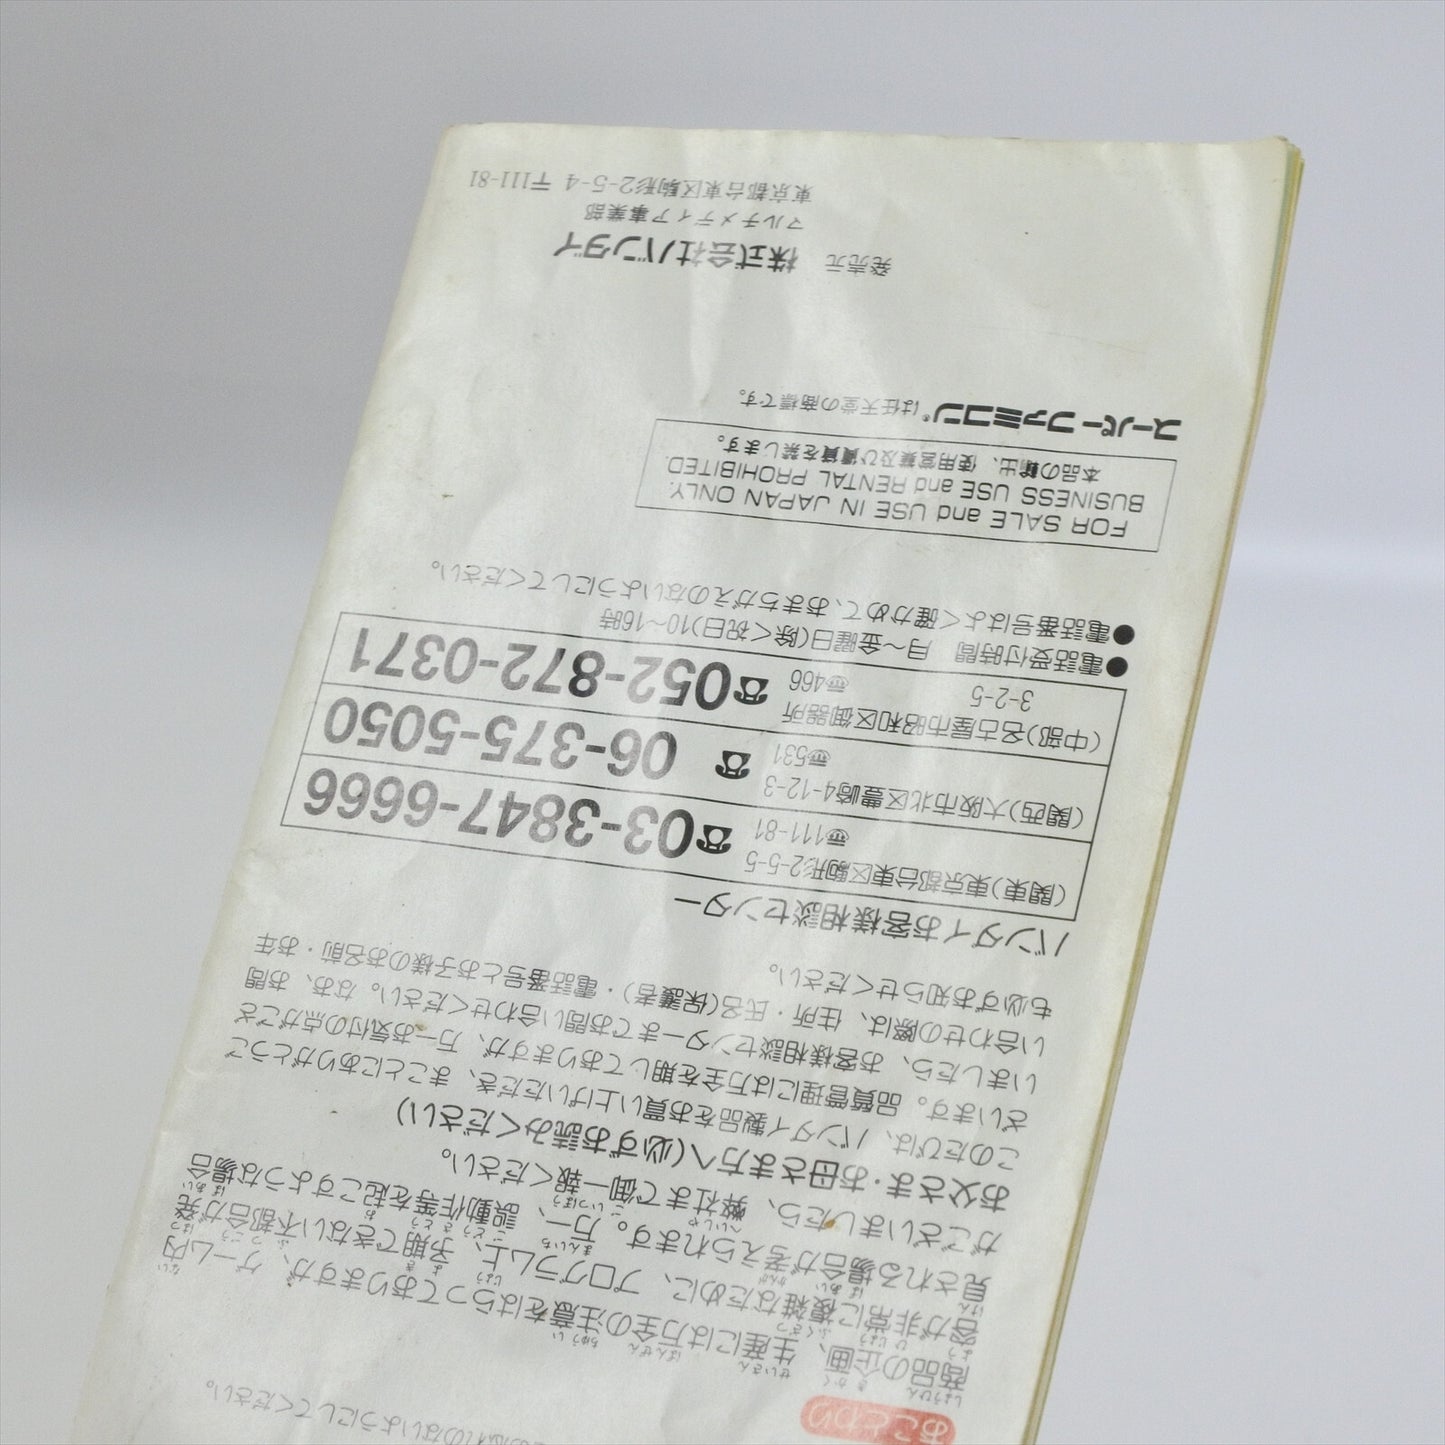 のないようにしてください。
おことわり
商品の企画、生産には万全の注意をはらっておりますが、ゲーム内
容が非常に複雑なために、プログラム上、予期できない不都合が発
見される場合が考えられます。万一、誤動作等を起こすような場合
がございましたら、弊社まで御一報ください。
お父さま・お母さま方へ(必ずお読みください)
このたびは、バンダイ製品をお買い上げいただき、まことにありがとうご
ざいます。品質管理には万全を期しておりますが、万一お気付の点がござ
いましたら、お客様相談センターまでお問い合わせください。なお、お問
い合わせの際は、住所・氏名(保護者)・電話番号とお子様のお名前・お年
も必ずお知らせください。
バンダイお客様相談センター
(関東)東京都台東区駒形2-5-5 〒111-81 ☎03-3847-6666
(関西)大阪市北区豊崎4-12-3 〒531 ☎06-375-5050
(中部)名古屋市昭和区御器所3-2-5 〒466 ☎052-872-0371
●電話受付時間 月〜金曜日(除く祝日)10〜16時
●電話番号はよく確かめて、おまちがえのないようにしてください。
FOR SALE and USE IN JAPAN ONLY.
BUSINESS USE and RENTAL PROHIBITED.
本品の輸出、使用営業及び賃貸を禁じます。
スーパーファミコン®は任天堂の商標です。
発売元 株式会社バンダイ
マルチメディア事業部
東京都台東区駒形2-5-4 〒111-81